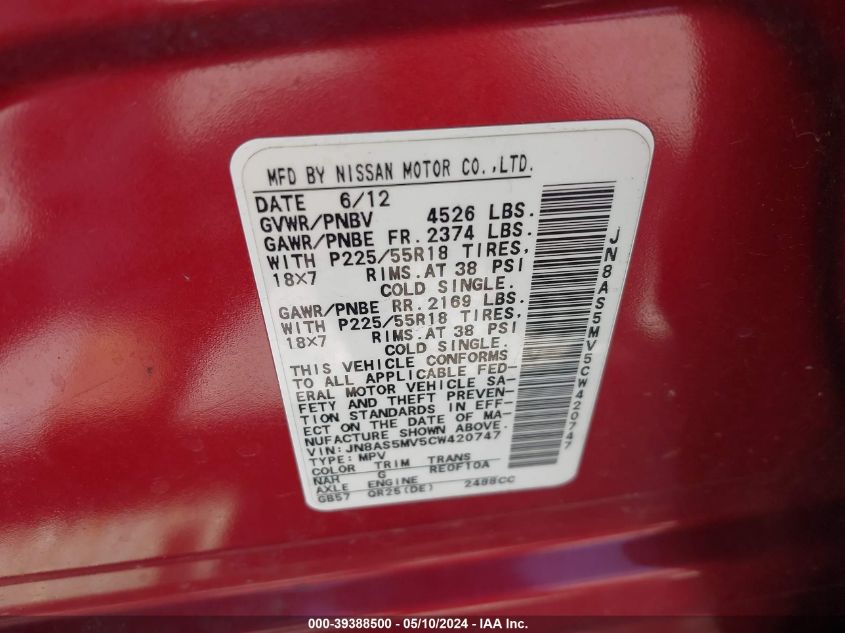 MFD BY NISSAN MOTOR CO.,LTD.
DATE 6/12
GVWR/PNBV 4526 LBS.
GAWR/PNBE FR. 2374 LBS.
WITH P225/55R18 TIRES,
18X7 RIMS.AT 38 PSI
COLD SINGLE.
GAWR/PNBE RR. 2169 LBS.
WITH P225/55R18 TIRES,
18X7 RIMS.AT 38 PSI
COLD SINGLE.
THIS VEHICLE CONFORMS
TO ALL APPLICABLE FED-
ERAL MOTOR VEHICLE SA-
FETY AND THEFT PREVEN-
TION STANDARDS IN EFF-
ECT ON THE DATE OF MA-
NUFACTURE SHOWN ABOVE.
VIN:JN8AS5MV5CW420747
TYPE:MPV
COLOR TRIM TRANS
NAH G RE0F10A
AXLE ENGINE
GB57 QR25(DE) 2488CC
JN8AS5MV5CW420747
000-39388500 - 05/10/2024 - IAA Inc.